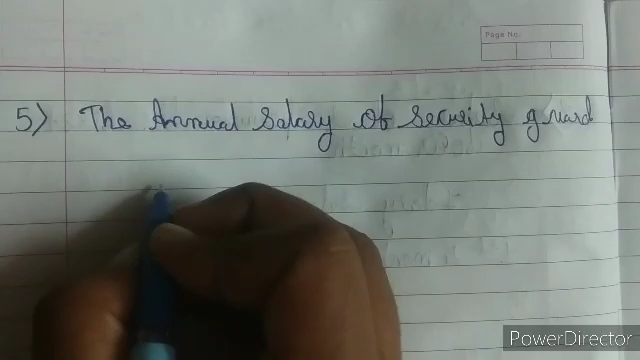 Page No.
5) The Annual Salary of security guard
PowerDirector